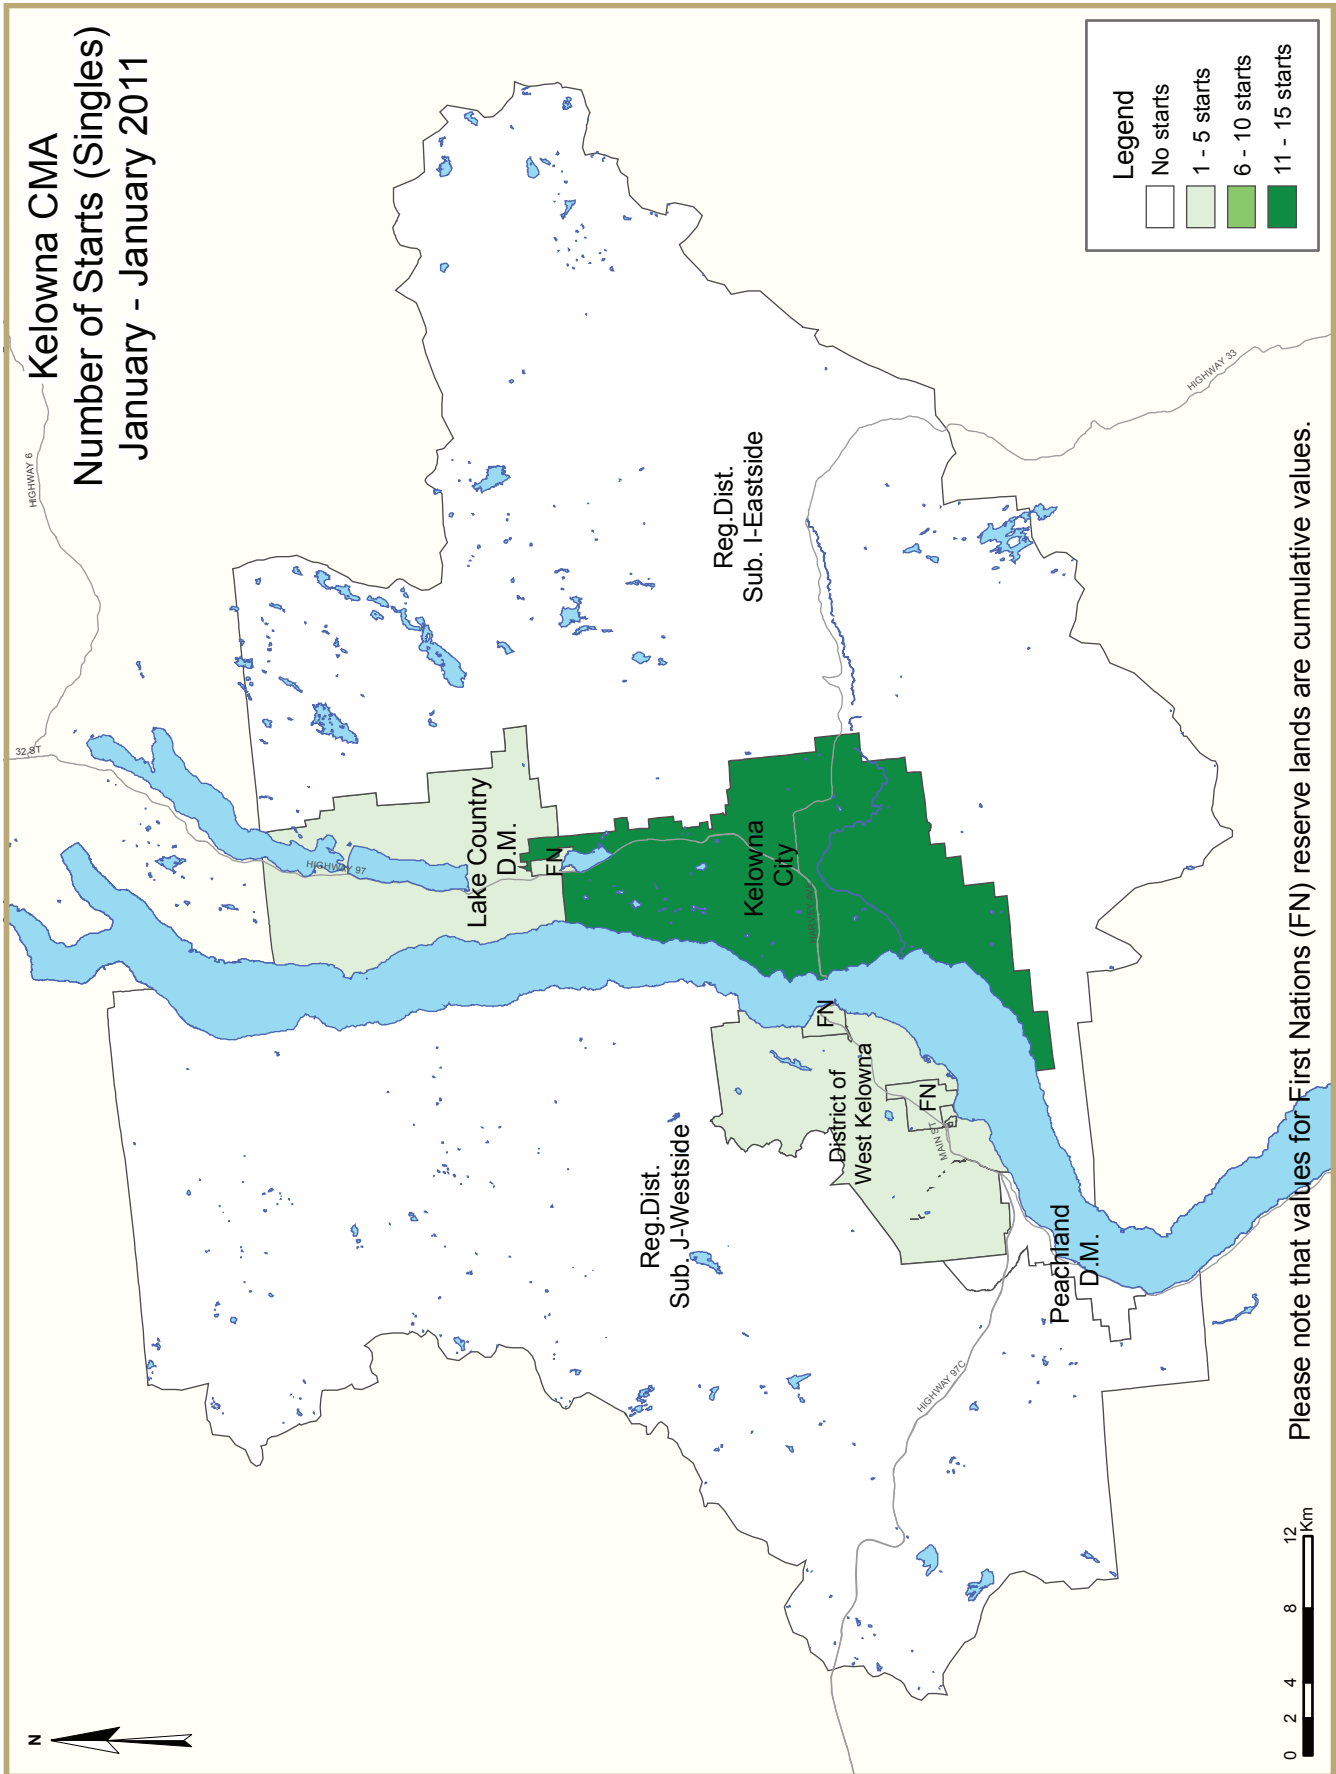 Kelowna CMA
Number of Starts (Singles)
January - January 2011
N
HIGHWAY 6
32 ST
HIGHWAY 97
Lake Country
D.M.
FN
Reg.Dist.
Sub. J-Westside
Reg.Dist.
Sub. I-Eastside
Kelowna
City
FN
District of
West Kelowna
FN
MAIN ST
Peachland
D.M.
HIGHWAY 97C
HIGHWAY 33
Legend
No starts
1 - 5 starts
6 - 10 starts
11 - 15 starts
0 2 4 8 12
Km
Please note that values for First Nations (FN) reserve lands are cumulative values.